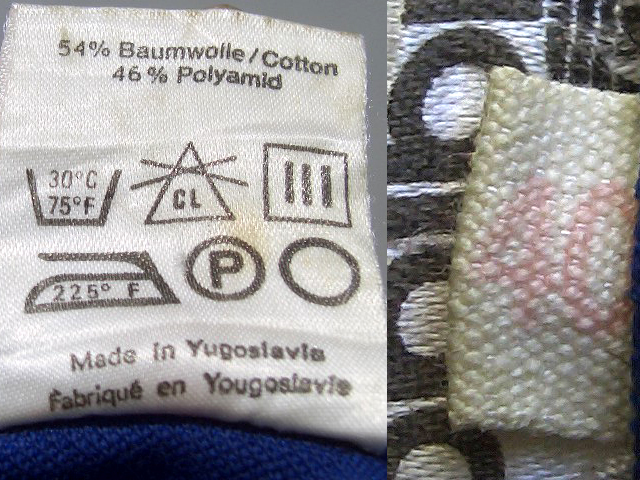 54% Baumwolle/Cotton
46% Polyamid
30°C
75°F
CL
225° F
P
Made in Yugoslavia
Fabriqué en Yougoslavie